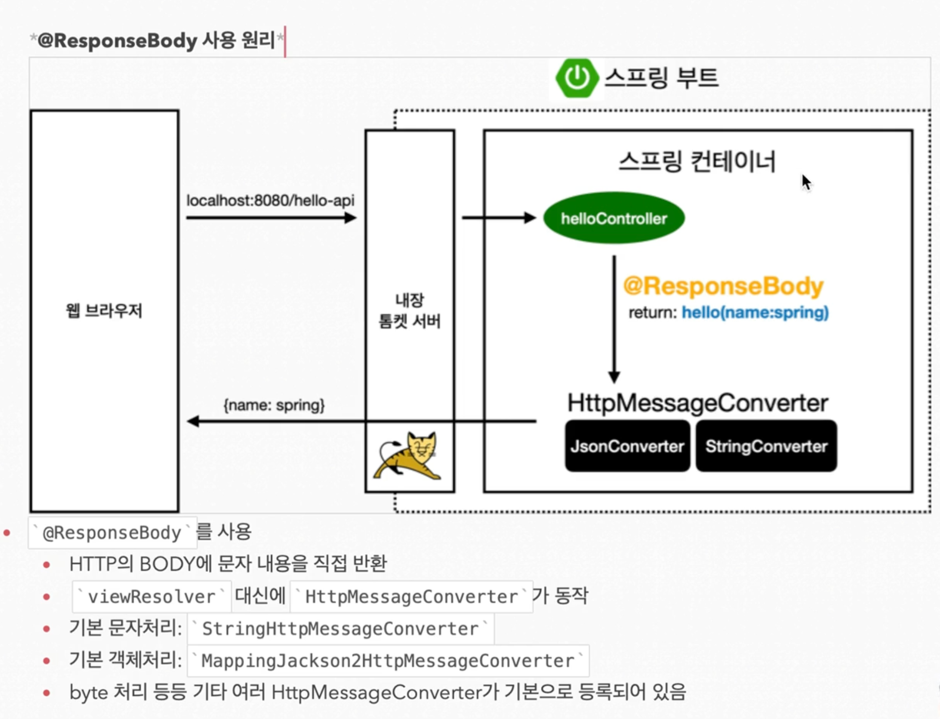 *@ResponseBody 사용 원리*
스프링 부트
스프링 컨테이너
localhost:8080/hello-api
helloController
@ResponseBody
return: hello(name:spring)
웹 브라우저
내장
톰켓 서버
{name: spring}
HttpMessageConverter
JsonConverter
StringConverter
`@ResponseBody`를 사용
HTTP의 BODY에 문자 내용을 직접 반환
`viewResolver` 대신에 `HttpMessageConverter`가 동작
기본 문자처리: `StringHttpMessageConverter`
기본 객체처리: `MappingJackson2HttpMessageConverter`
byte 처리 등등 기타 여러 HttpMessageConverter가 기본으로 등록되어 있음